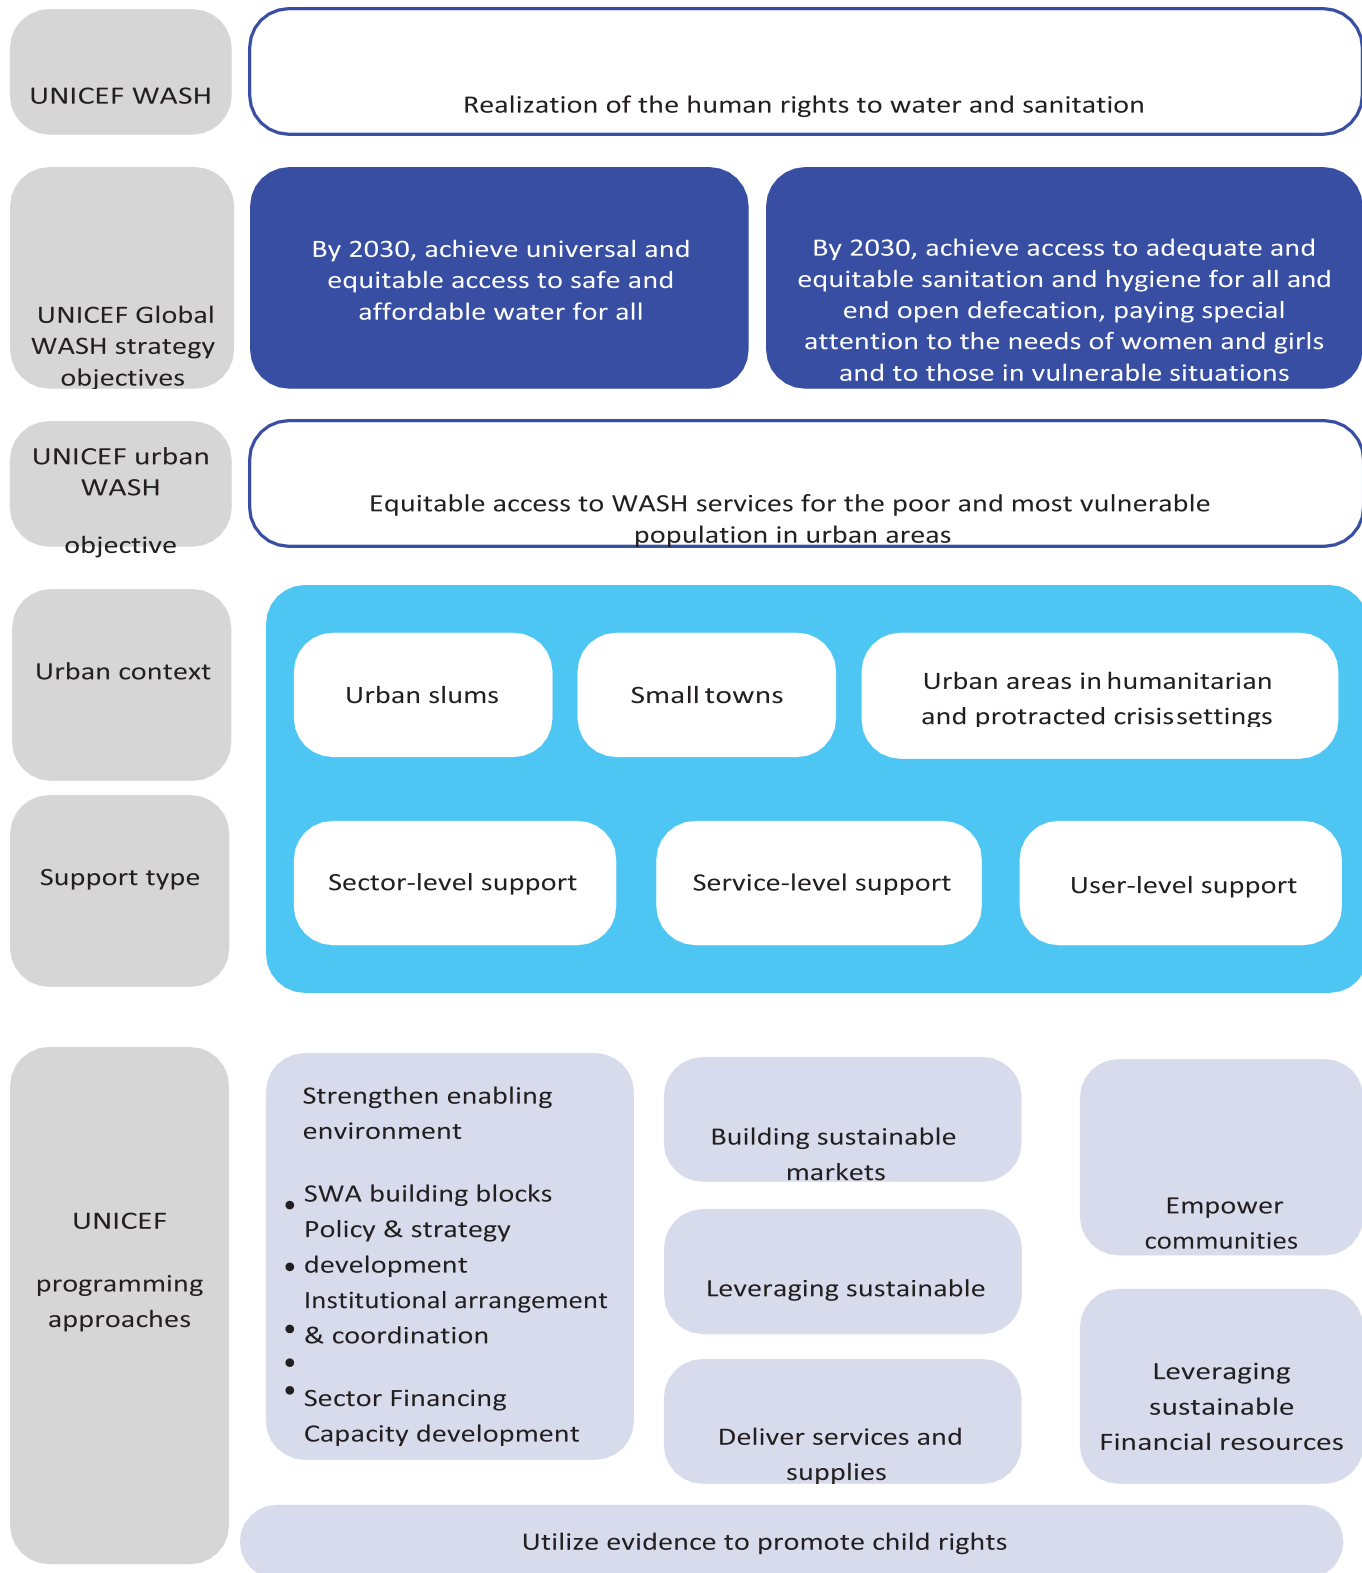 UNICEF WASH
Realization of the human rights to water and sanitation
UNICEF Global
WASH strategy
objectives
By 2030, achieve universal and
equitable access to safe and
affordable water for all
By 2030, achieve access to adequate and
equitable sanitation and hygiene for all and
end open defecation, paying special
attention to the needs of women and girls
and to those in vulnerable situations
UNICEF urban
WASH
objective
Equitable access to WASH services for the poor and most vulnerable
population in urban areas
Urban context
Urban slums
Small towns
Urban areas in humanitarian
and protracted crisis settings
Support type
Sector-level support
Service-level support
User-level support
UNICEF
programming
approaches
Strengthen enabling
environment
• SWA building blocks
Policy & strategy
• development
Institutional arrangement
• & coordination
•
• Sector Financing
Capacity development
Building sustainable
markets
Leveraging sustainable
Deliver services and
supplies
Empower
communities
Leveraging
sustainable
Financial resources
Utilize evidence to promote child rights